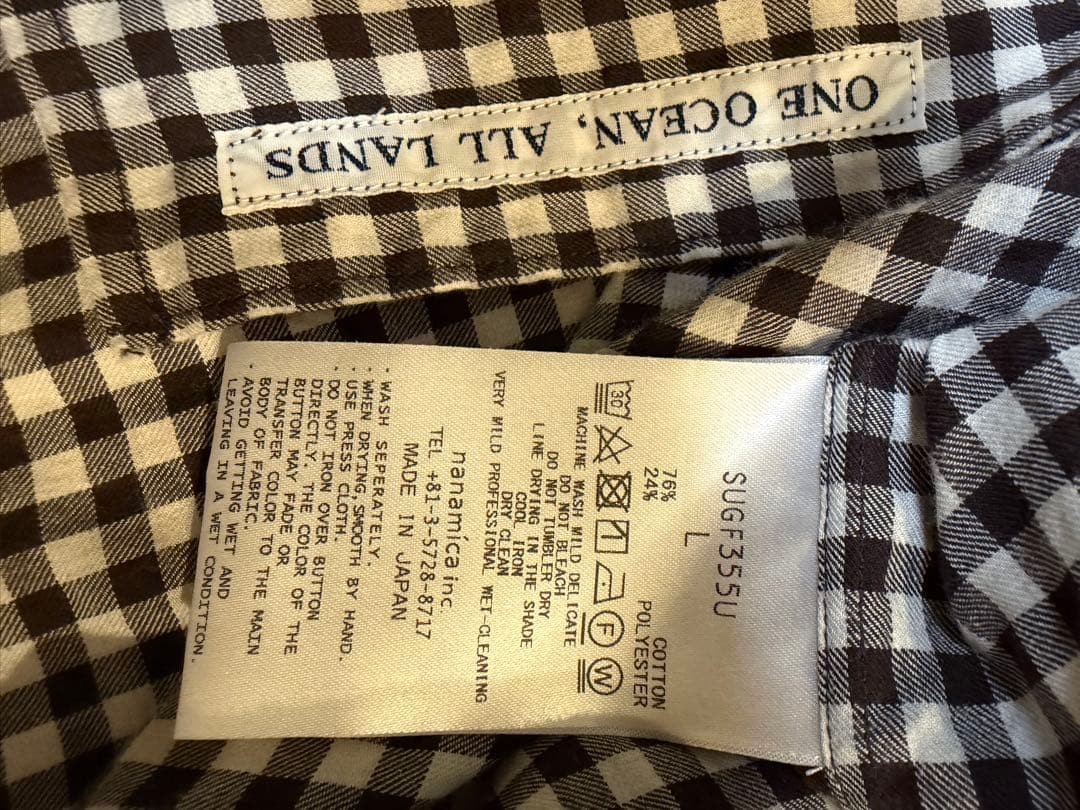 ONE OCEAN, ALL LANDS
SUGF355U
L
76% COTTON
24% POLYESTER
30
F
W
MACHINE WASH MILD DELICATE
DO NOT BLEACH
DO NOT TUMBLER DRY
LINE DRYING IN THE SHADE
COOL IRON
DRY CLEAN
VERY MILD PROFESSIONAL WET-CLEANING
nanamica inc.
TEL +81-3-5728-8717
MADE IN JAPAN
· WASH SEPERATELY.
· WHEN DRYING,SMOOTH BY HAND.
· USE PRESS CLOTH.
· DO NOT IRON OVER BUTTON
DIRECTLY. THE COLOR OF THE
BUTTON MAY FADE OR
TRANSFER COLOR TO THE MAIN
BODY OF FABRIC.
· AVOID GETTING WET AND
LEAVING IN A WET CONDITION.